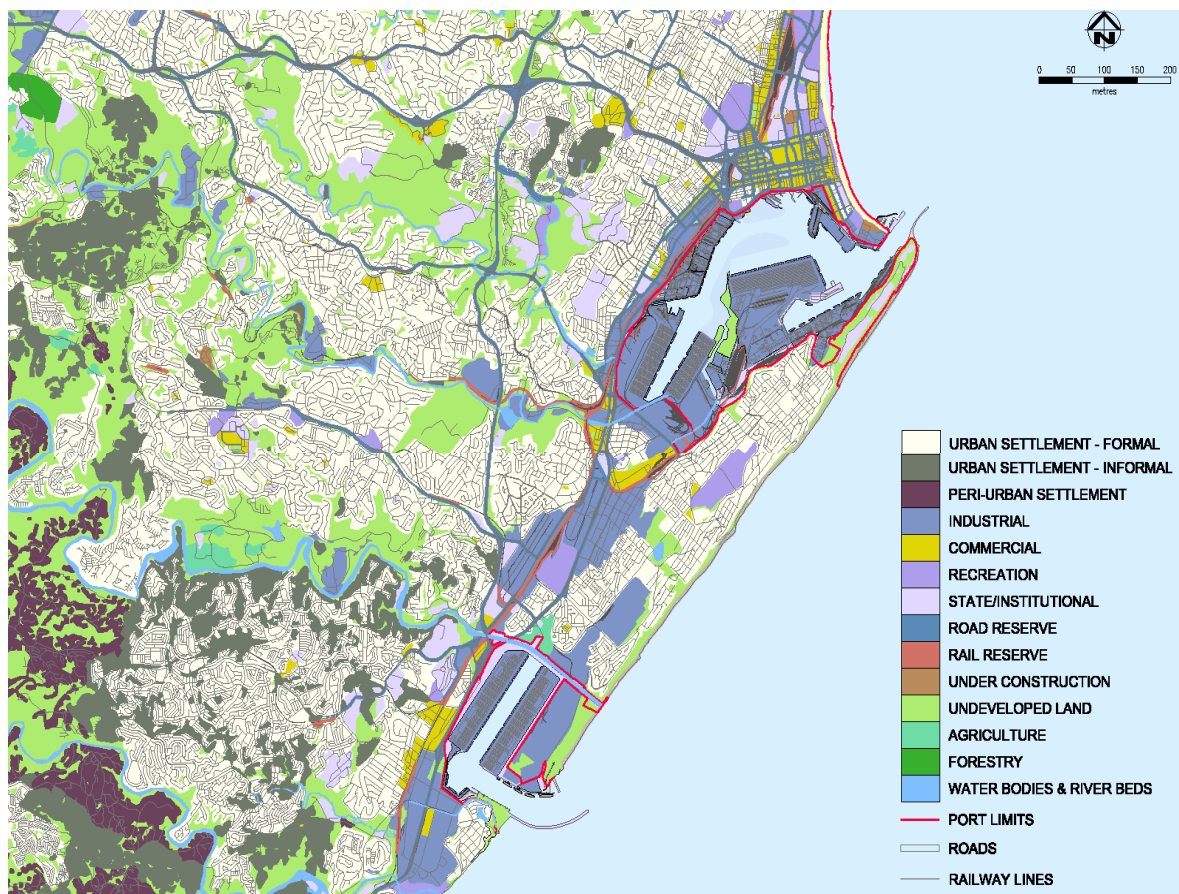 N
0 50 100 150 200
metres
URBAN SETTLEMENT - FORMAL
URBAN SETTLEMENT - INFORMAL
PERI-URBAN SETTLEMENT
INDUSTRIAL
COMMERCIAL
RECREATION
STATE/INSTITUTIONAL
ROAD RESERVE
RAIL RESERVE
UNDER CONSTRUCTION
UNDEVELOPED LAND
AGRICULTURE
FORESTRY
WATER BODIES & RIVER BEDS
PORT LIMITS
ROADS
RAILWAY LINES